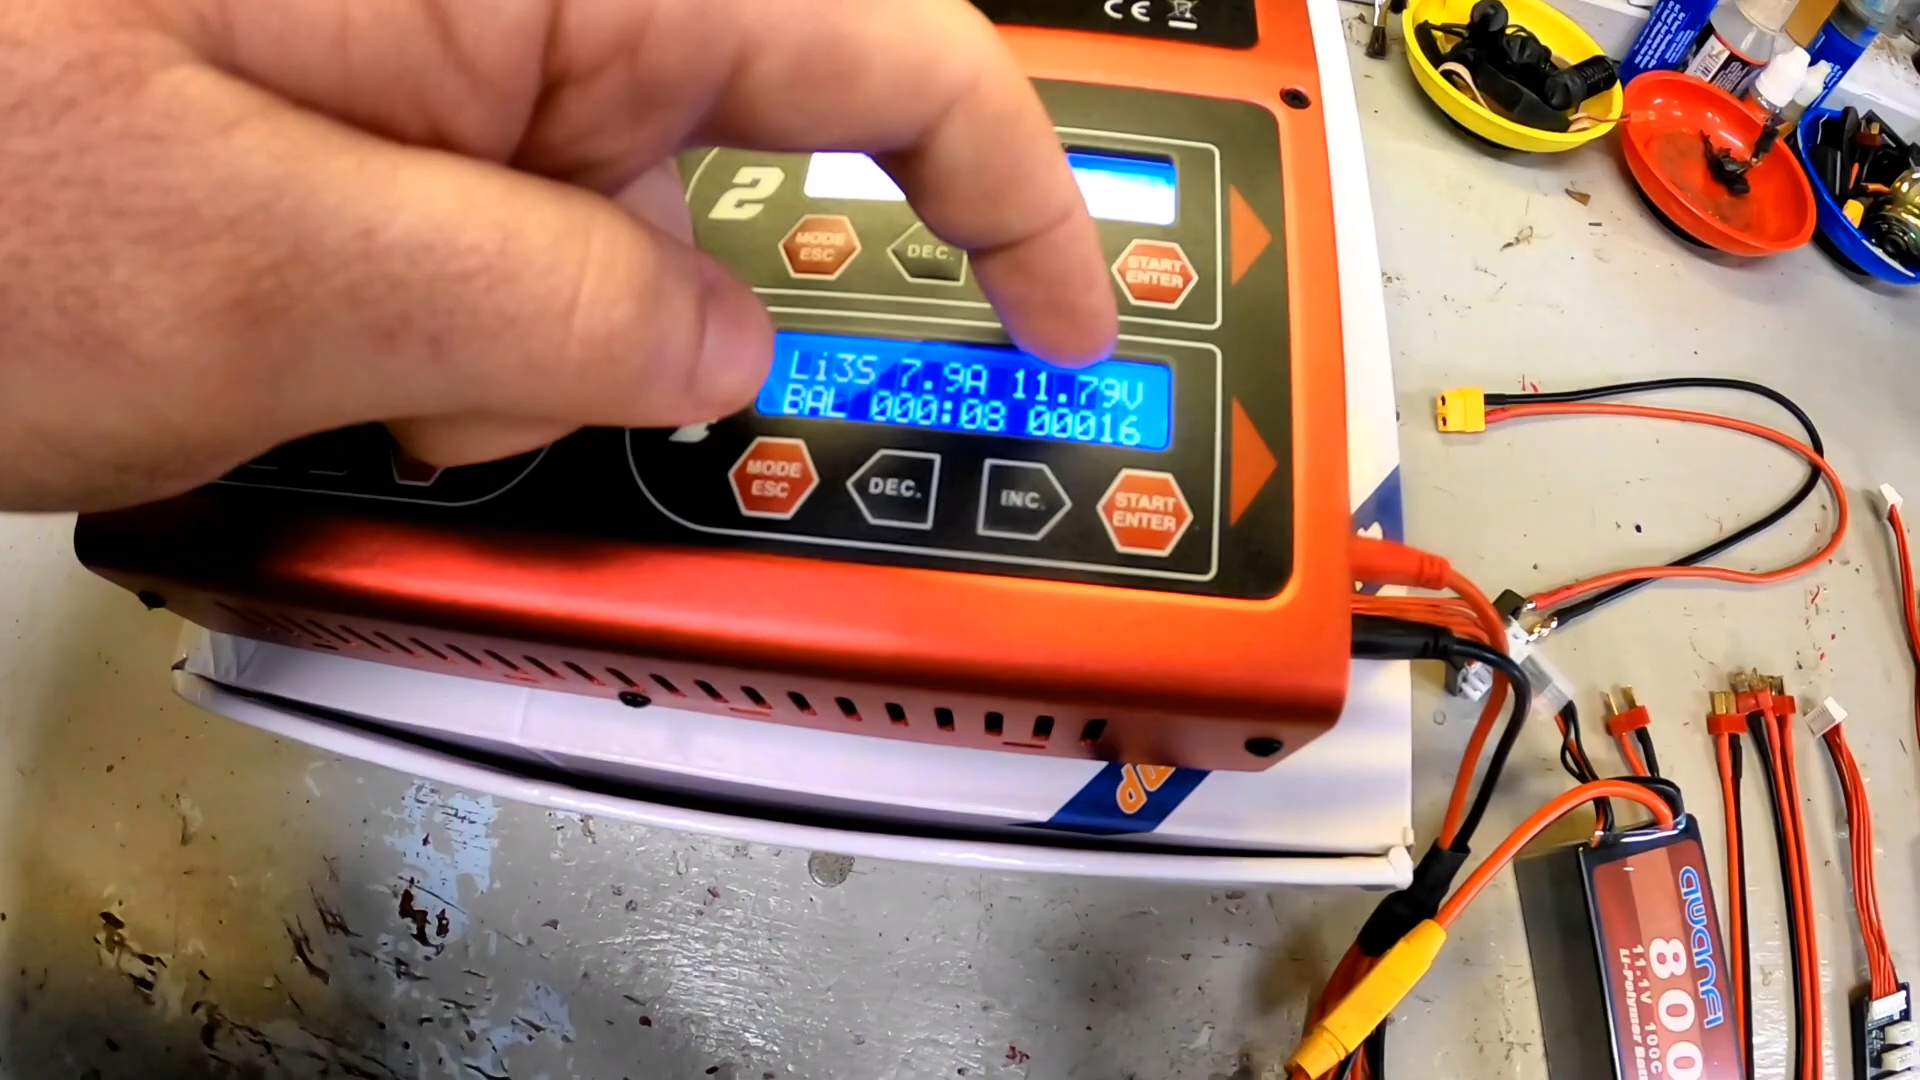 CE
2
MODE
ESC
DEC.
START
ENTER
Li3S 7.9A 11.79V
BAL 000:08 00016
MODE
ESC
DEC.
INC.
START
ENTER
800
11.1V 100C
Li-Polymer